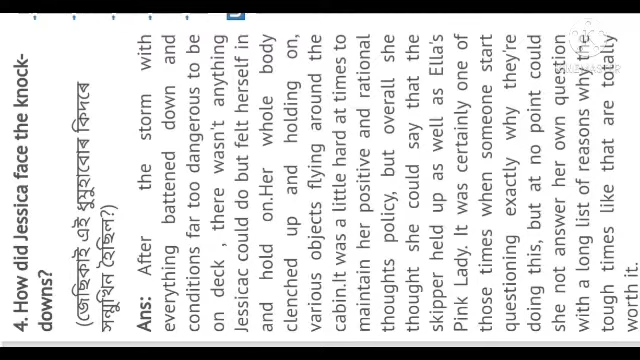 4. How did Jessica face the knock-
downs?
(জেছিকাই এই ধুমুহাবোৰ কিদৰে
সন্মুখিন হৈছিল?)
Ans: After the storm with
everything battened down and
conditions far too dangerous to be
on deck , there wasn't anything
Jessicac could do but felt herself in
and hold on.Her whole body
clenched up and holding on,
various objects flying around the
cabin.It was a little hard at times to
maintain her positive and rational
thoughts policy, but overall she
thought she could say that the
skipper held up as well as Ella's
Plnk Lady. It was certainly one of
those times when someone start
questioning exactly why they're
doing this, but at no point could
she not answer her own question
with a long list of reasons why the
tough times like that are totally
worth it.